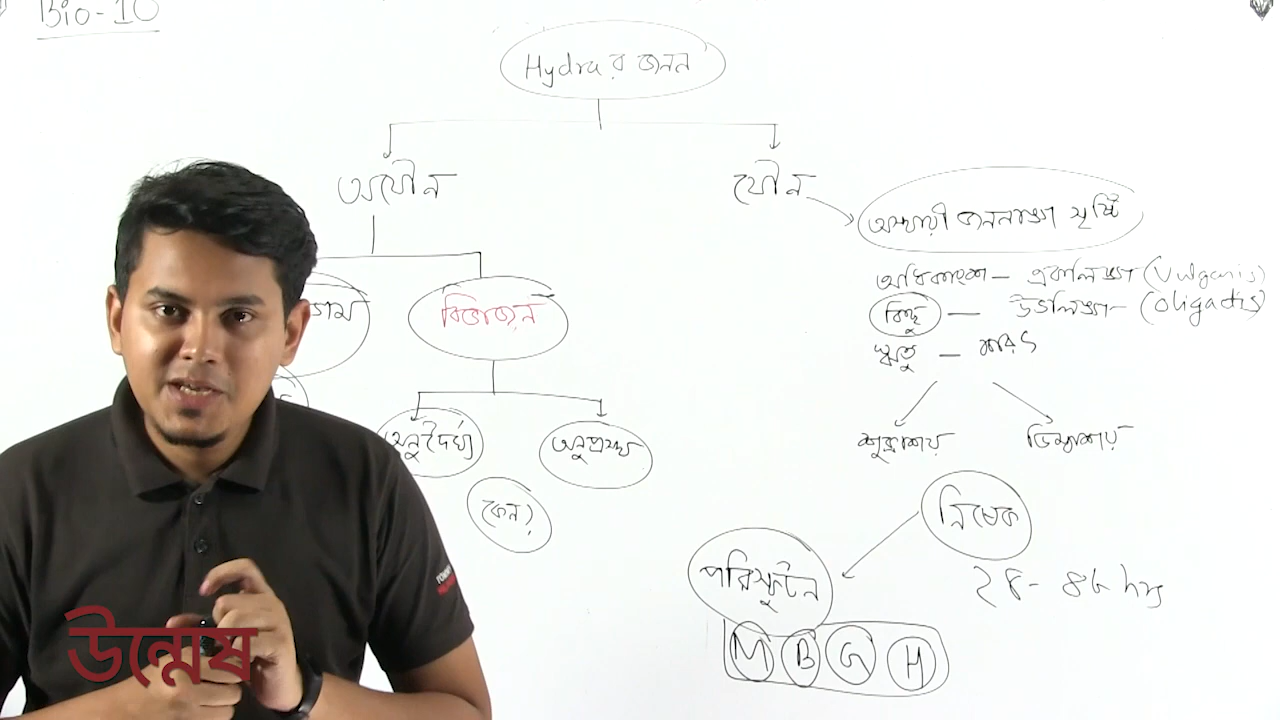 Bio-10
Hydra র জনন
অযৌন
যৌন
অস্থায়ী জননাঙ্গ সৃষ্টি
অধিকাংশ — একলিঙ্গ (Vulgaris)
কিছু — উভলিঙ্গ (Oligactis)
ঋতু — শরৎ
বিভাজন
অনুদৈর্ঘ্য
অনুপ্রস্থ
শুক্রাশয়
ডিম্বাশয়
কেন?
নিষেক
পরিস্ফুটন
২৪- ৪৮ hrs
M B G H
উন্মেষ